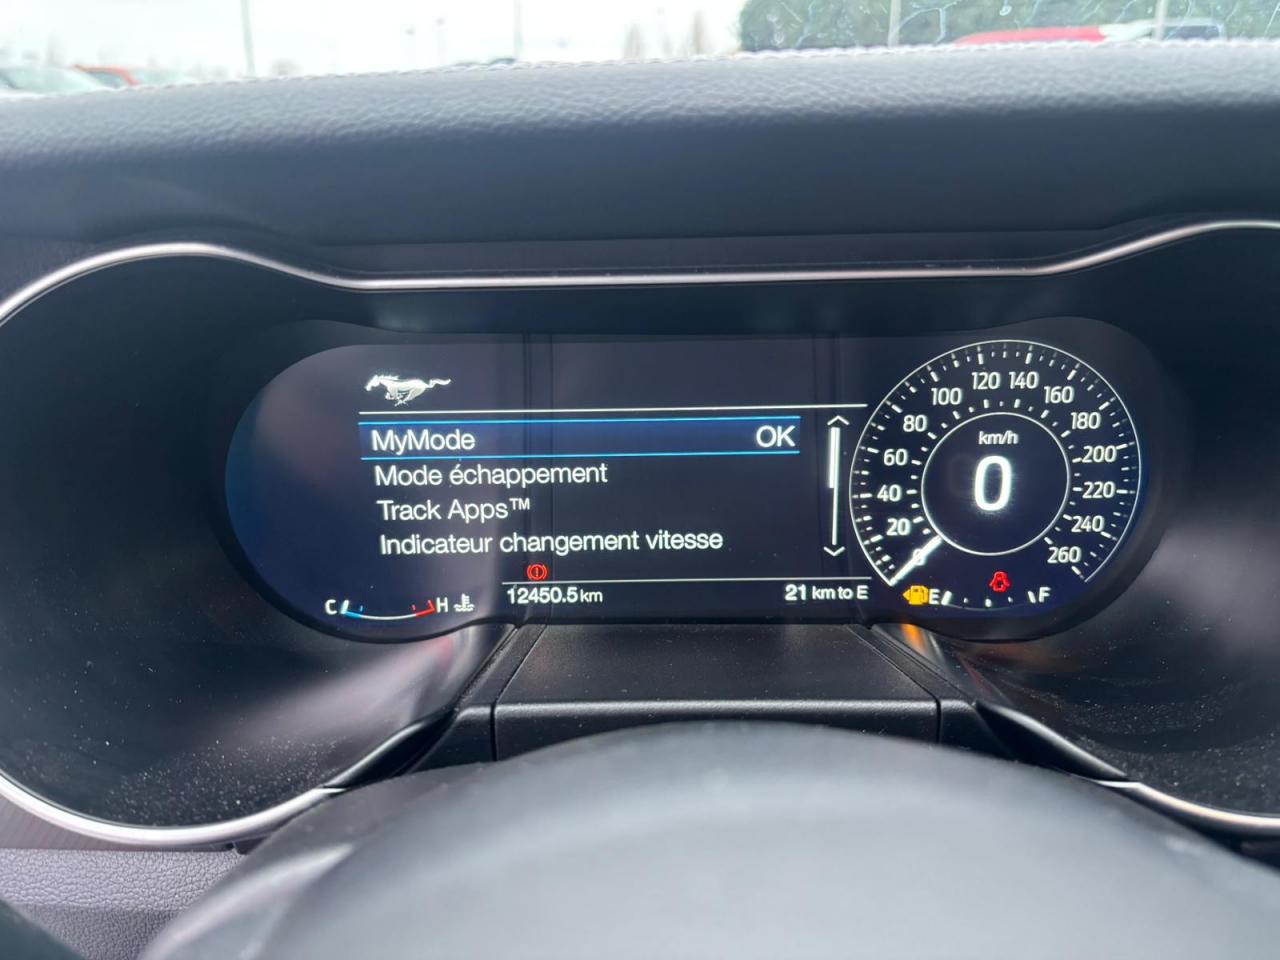 MyMode OK
Mode échappement
Track Apps™
Indicateur changement vitesse
C H
12450.5 km
21 km to E
0 20 40 60 80 100 120 140 160 180 200 220 240 260
km/h
0
E F